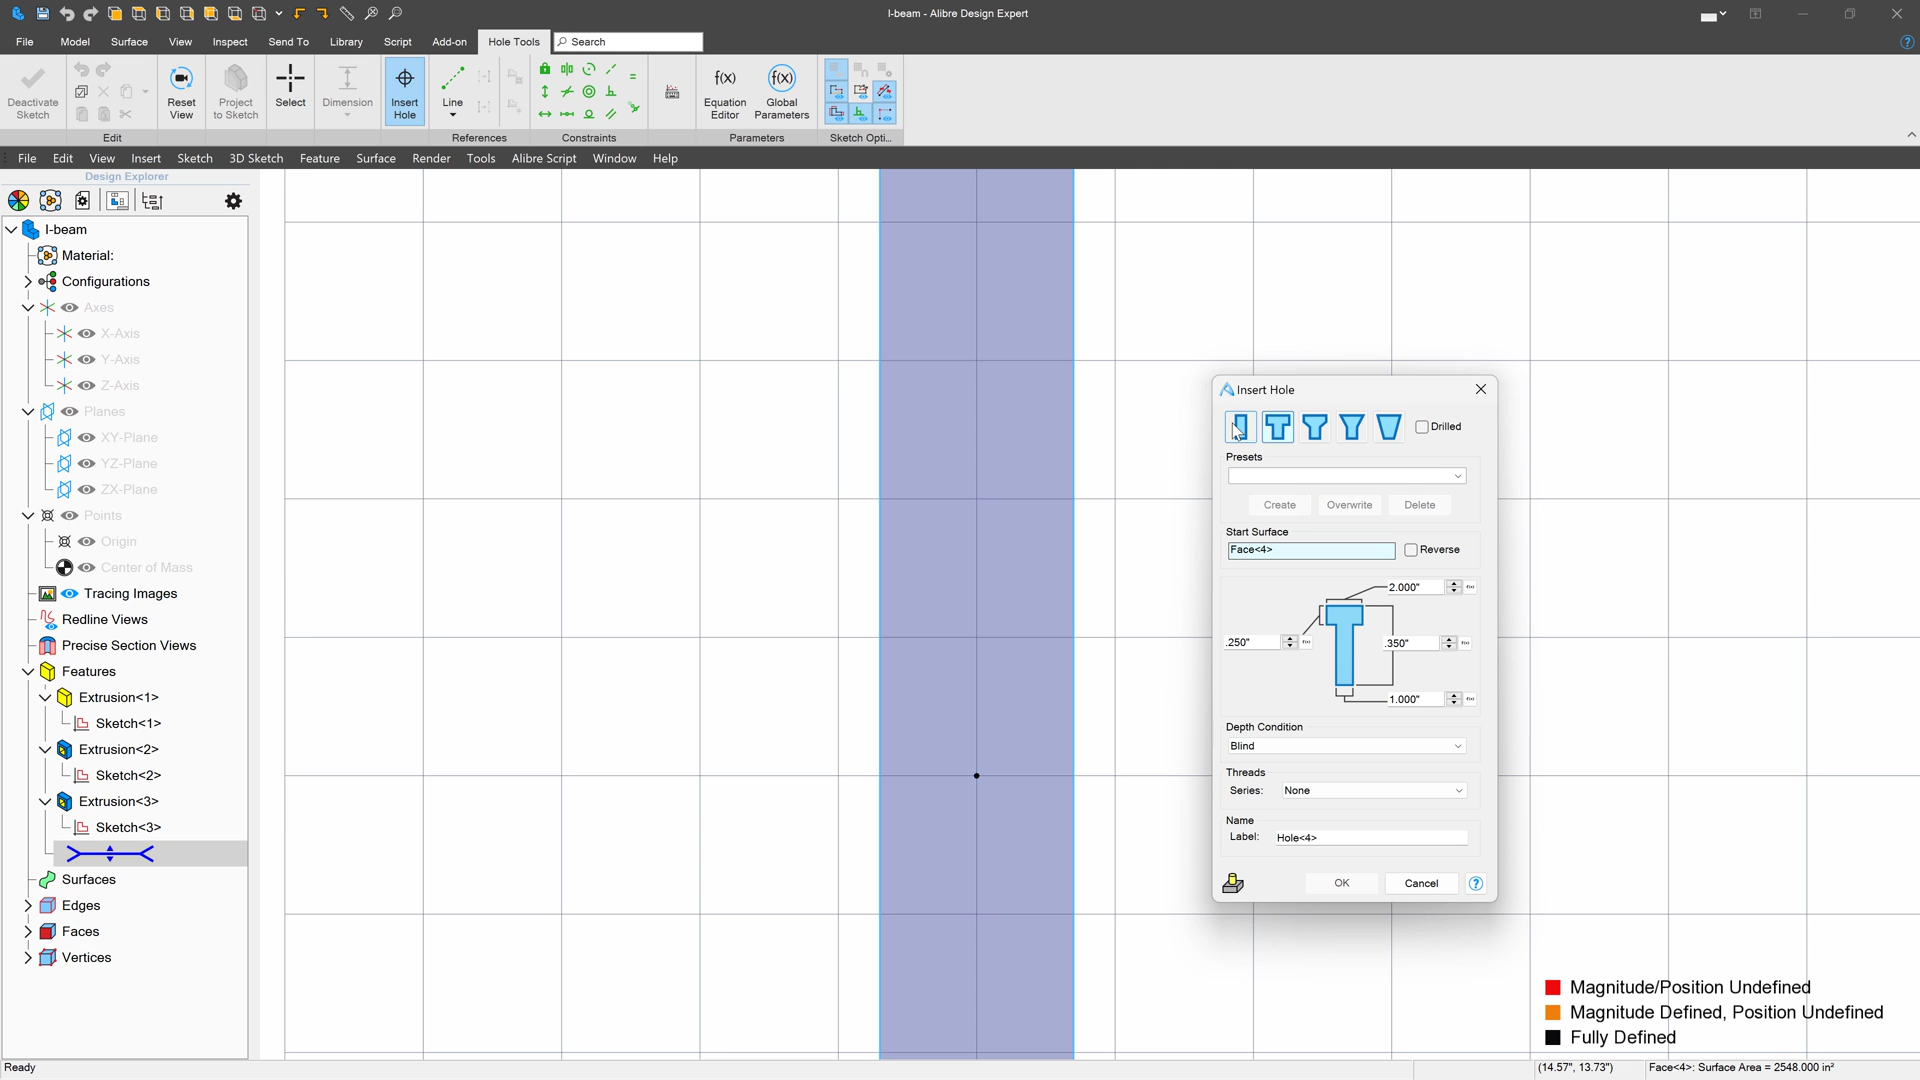 I-beam - Alibre Design Expert
File Model Surface View Inspect Send To Library Script Add-on Hole Tools Search
Deactivate Sketch
Reset View
Project to Sketch
Select
Dimension
Insert Hole
Line
f(x) Equation Editor
f(x) Global Parameters
Edit References Constraints Parameters Sketch Opti...
File Edit View Insert Sketch 3D Sketch Feature Surface Render Tools Alibre Script Window Help
Design Explorer
I-beam
Material:
Configurations
Axes
X-Axis
Y-Axis
Z-Axis
Planes
XY-Plane
YZ-Plane
ZX-Plane
Points
Origin
Center of Mass
Tracing Images
Redline Views
Precise Section Views
Features
Extrusion<1>
Sketch<1>
Extrusion<2>
Sketch<2>
Extrusion<3>
Sketch<3>
Surfaces
Edges
Faces
Vertices
Insert Hole
Drilled
Presets
Create Overwrite Delete
Start Surface
Face<4> Reverse
2.000"
.250" .350"
1.000"
Depth Condition
Blind
Threads
Series: None
Name
Label: Hole<4>
OK Cancel ?
Magnitude/Position Undefined
Magnitude Defined, Position Undefined
Fully Defined
Ready (14.57", 13.73") Face<4>: Surface Area = 2548.000 in²